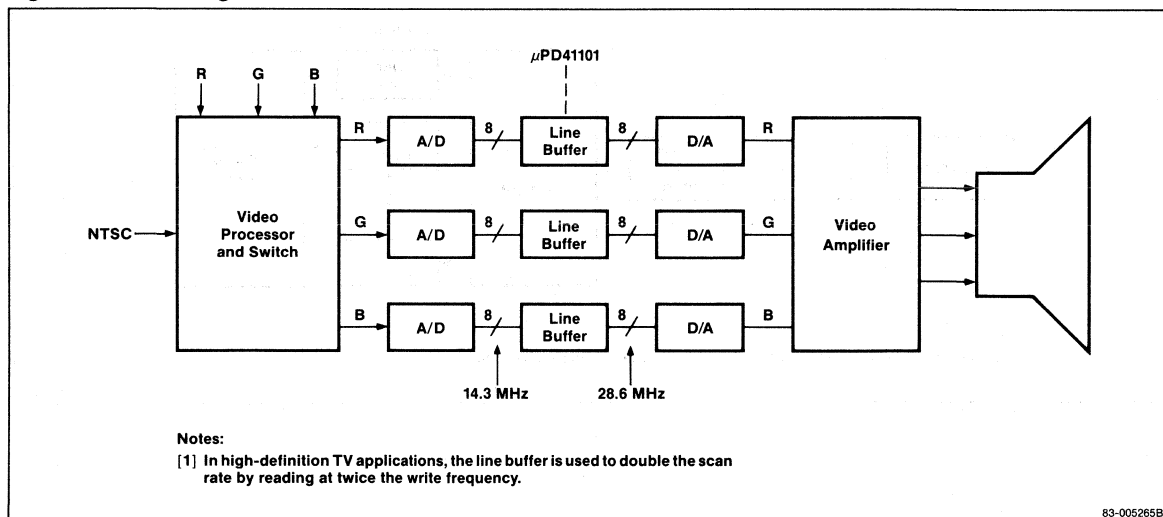 μPD41101
R G B
R A/D 8 Line Buffer 8 D/A R
Video Processor and Switch
NTSC
G A/D 8 Line Buffer 8 D/A G
Video Amplifier
B A/D 8 Line Buffer 8 D/A B
14.3 MHz 28.6 MHz
Notes:
[1] In high-definition TV applications, the line buffer is used to double the scan
rate by reading at twice the write frequency.
83-005265B